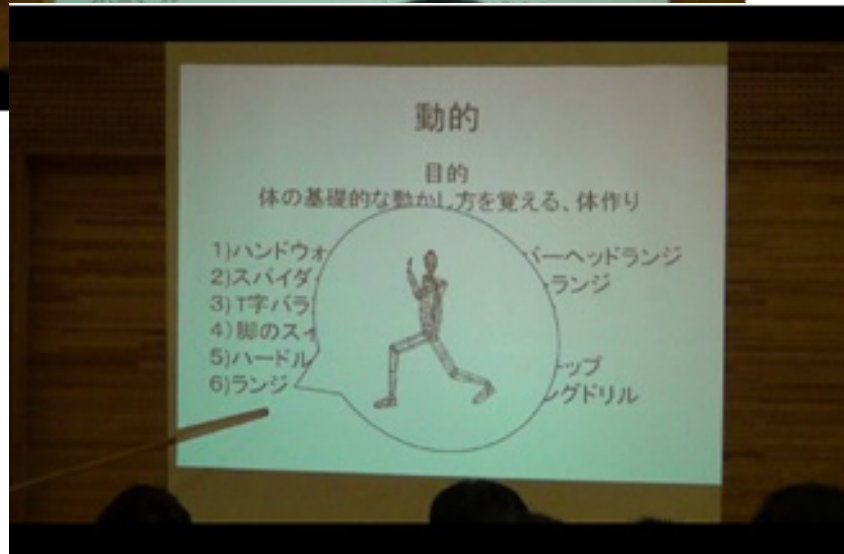 動的
目的
体の基礎的な動かし方を覚える、体作り
1)ハンドウォ
2)スパイダ
3)T字バラ
4)脚のスイ
5)ハードル
6)ランジ
バーヘッドランジ
ランジ
ップ
ングドリル